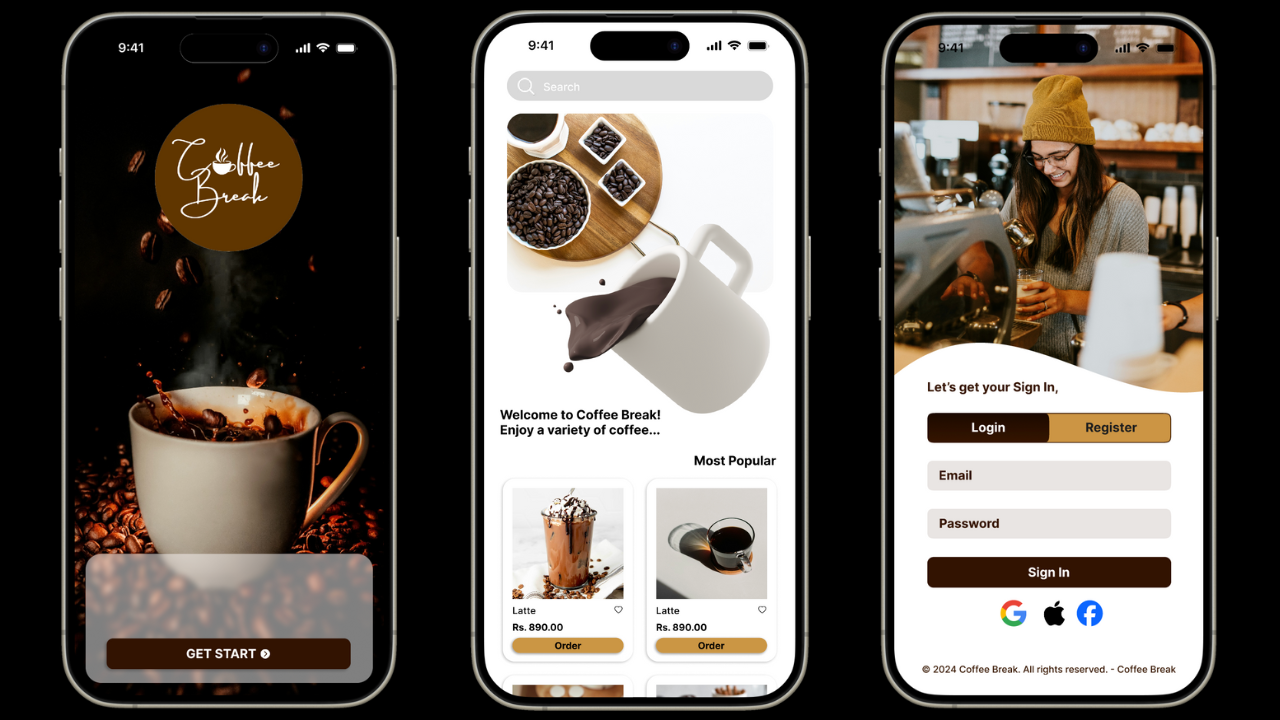 9:41
Coffee
Break
GET START
9:41
Search
Welcome to Coffee Break!
Enjoy a variety of coffee...
Most Popular
Latte
Rs. 890.00
Order
Latte
Rs. 890.00
Order
9:41
Let's get your Sign In,
Login
Register
Email
Password
Sign In
© 2024 Coffee Break. All rights reserved. - Coffee Break